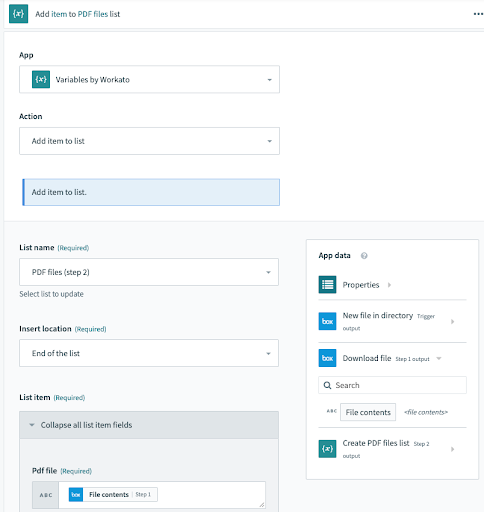 {x} Add item to PDF files list
App
{x} Variables by Workato
Action
Add item to list
Add item to list.
List name (Required)
PDF files (step 2)
Select list to update
Insert location (Required)
End of the list
List item (Required)
Collapse all list item fields
Pdf file (Required)
ABC box File contents Step 1
App data ?
Properties
box New file in directory Trigger
output
box Download file Step 1 output
Search
ABC File contents <file contents>
{x} Create PDF files list Step 2
output